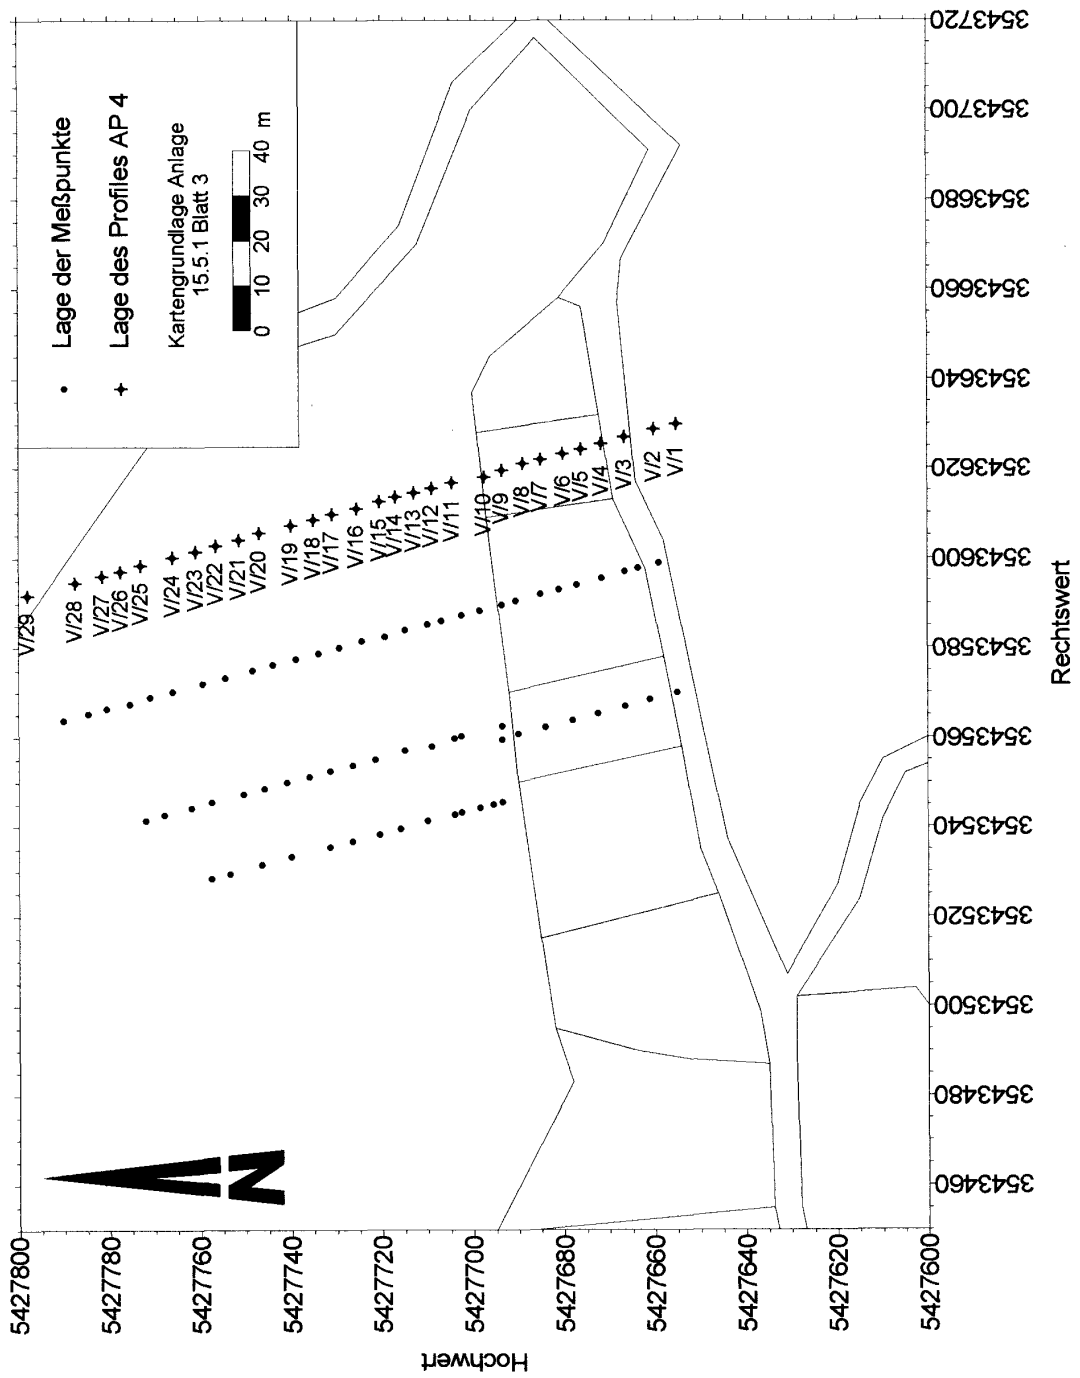 Lage der Meßpunkte
Lage des Profiles AP 4
Kartengrundlage Anlage
15.5.1 Blatt 3
0 10 20 30 40 m
N
V/29
V/28
V/27
V/26
V/25
V/24
V/23
V/22
V/21
V/20
V/19
V/18
V/17
V/16
V/15
V/14
V/13
V/12
V/11
V/10
V/9
V/8
V/7
V/6
V/5
V/4
V/3
V/2
V/1
5427800
5427780
5427760
5427740
5427720
5427700
5427680
5427660
5427640
5427620
5427600
Hochwert
3543460
3543480
3543500
3543520
3543540
3543560
3543580
3543600
3543620
3543640
3543660
3543680
3543700
3543720
Rechtswert